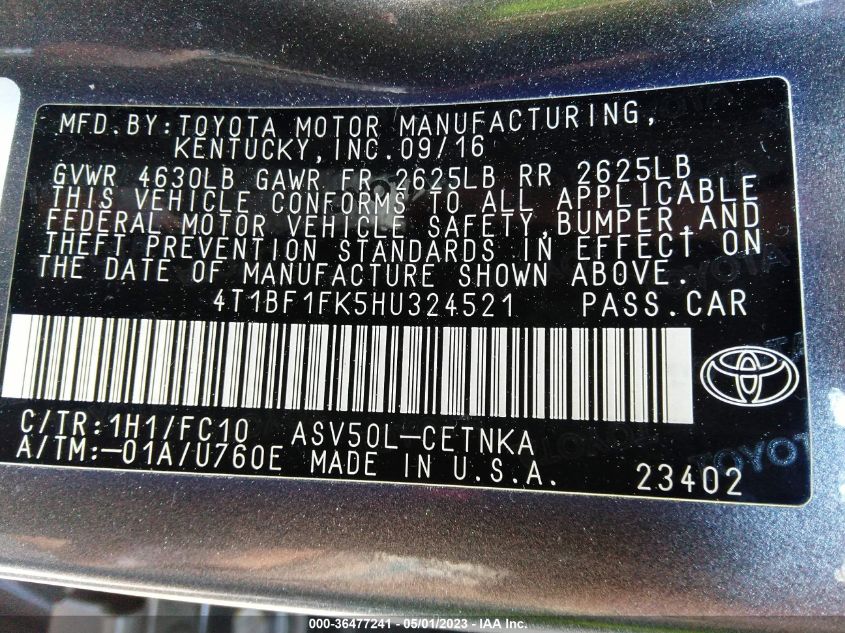 MFD.BY:TOYOTA MOTOR MANUFACTURING,
KENTUCKY,INC.09/16
GVWR 4630LB GAWR FR 2625LB RR 2625LB
THIS VEHICLE CONFORMS TO ALL APPLICABLE
FEDERAL MOTOR VEHICLE SAFETY,BUMPER,AND
THEFT PREVENTION STANDARDS IN EFFECT ON
THE DATE OF MANUFACTURE SHOWN ABOVE.
4T1BF1FK5HU324521 PASS.CAR
C/TR:1H1/FC10 ASV50L-CETNKA
A/TM:-01A/U760E MADE IN U.S.A.
23402
TOYOTA
000-36477241 - 05/01/2023 - IAA Inc.